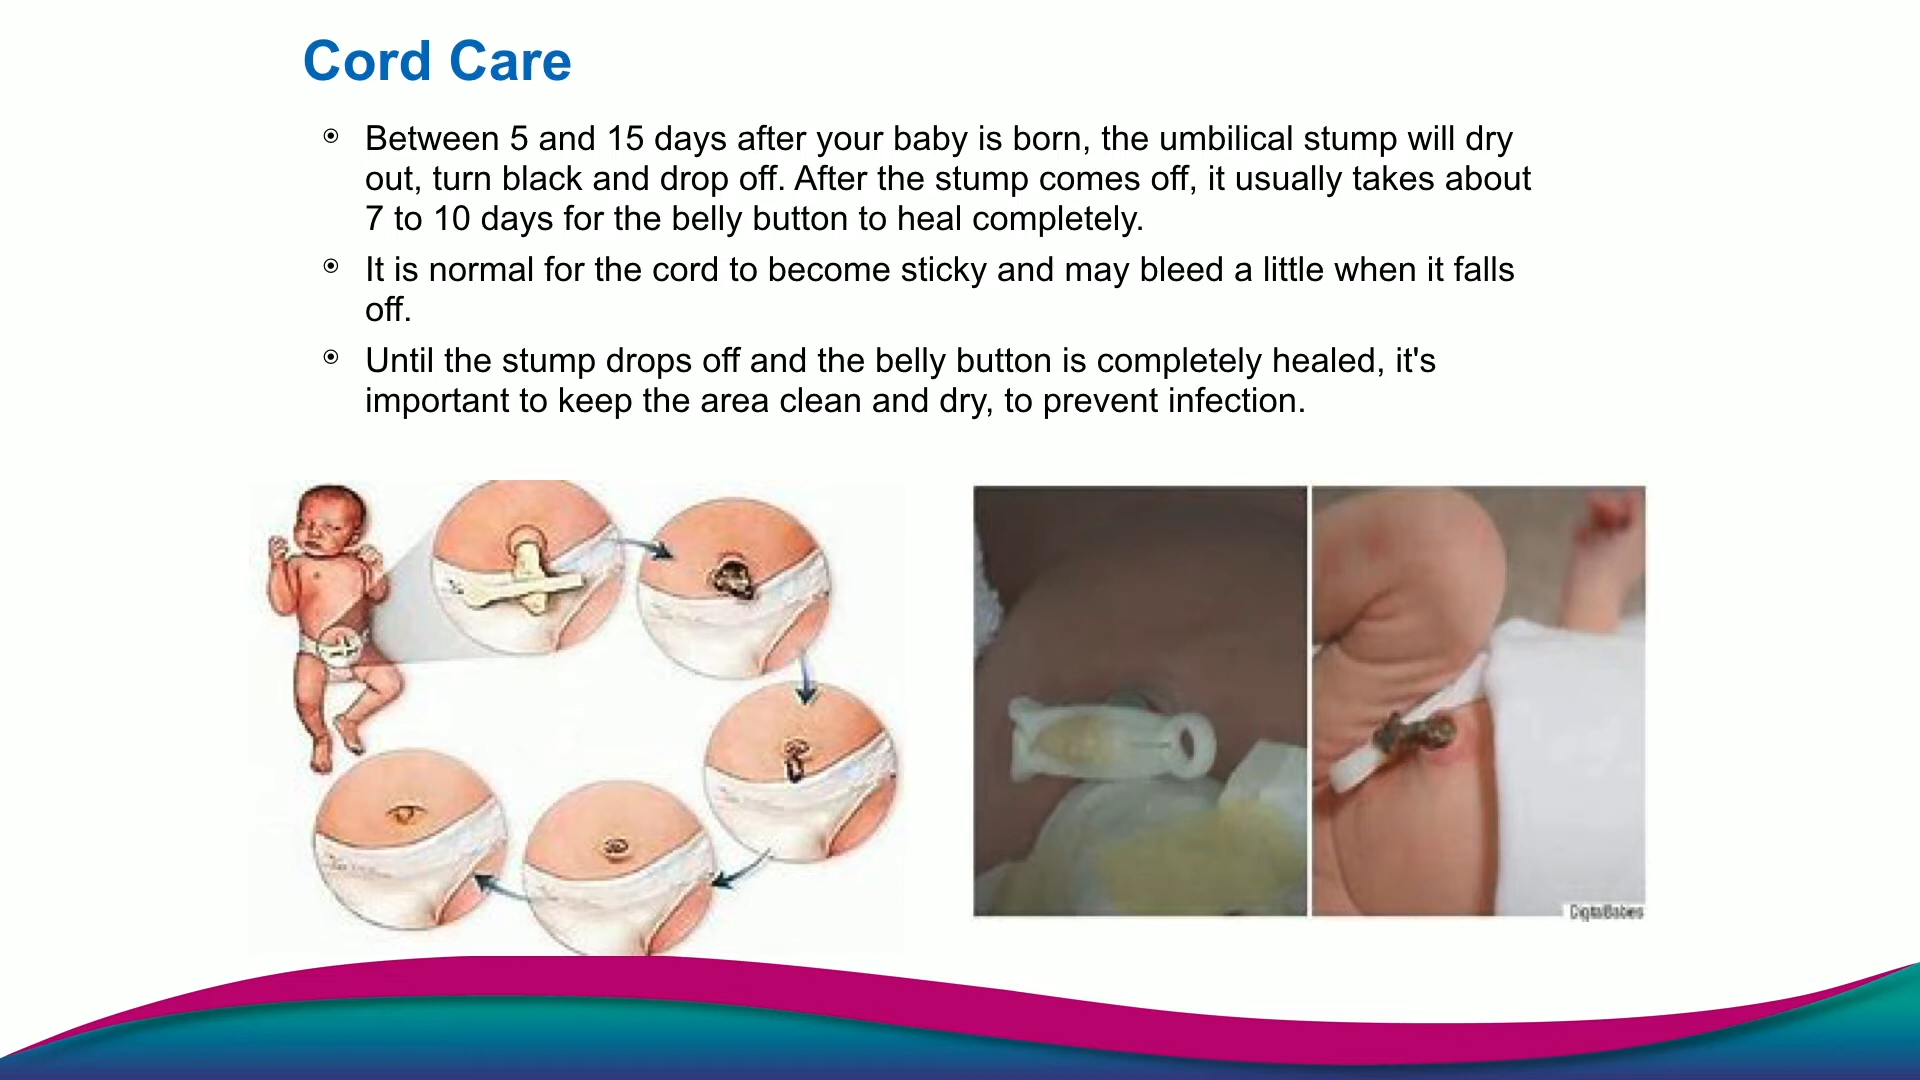 Cord Care
Between 5 and 15 days after your baby is born, the umbilical stump will dry
out, turn black and drop off. After the stump comes off, it usually takes about
7 to 10 days for the belly button to heal completely.
It is normal for the cord to become sticky and may bleed a little when it falls
off.
Until the stump drops off and the belly button is completely healed, it's
important to keep the area clean and dry, to prevent infection.
DigitalBabies